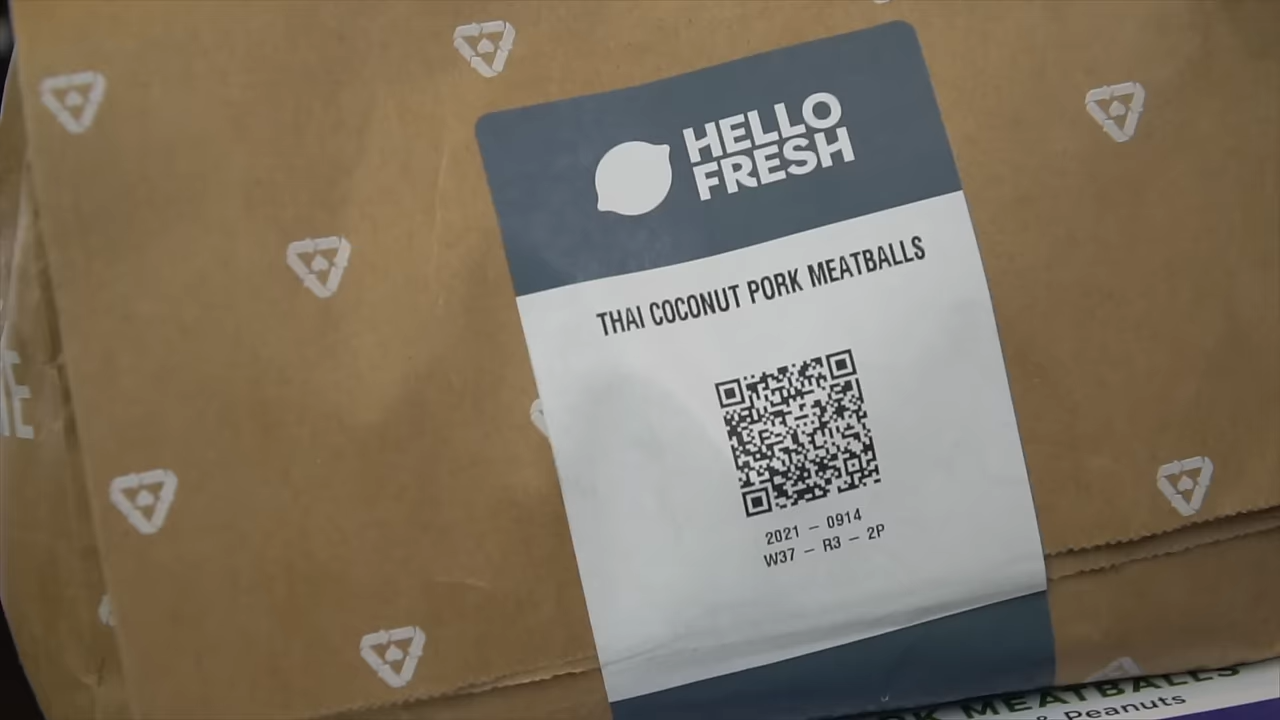 HELLO
FRESH
THAI COCONUT PORK MEATBALLS
2021 - 0914
W37 - R3 - 2P
MEATBALLS
& Peanuts